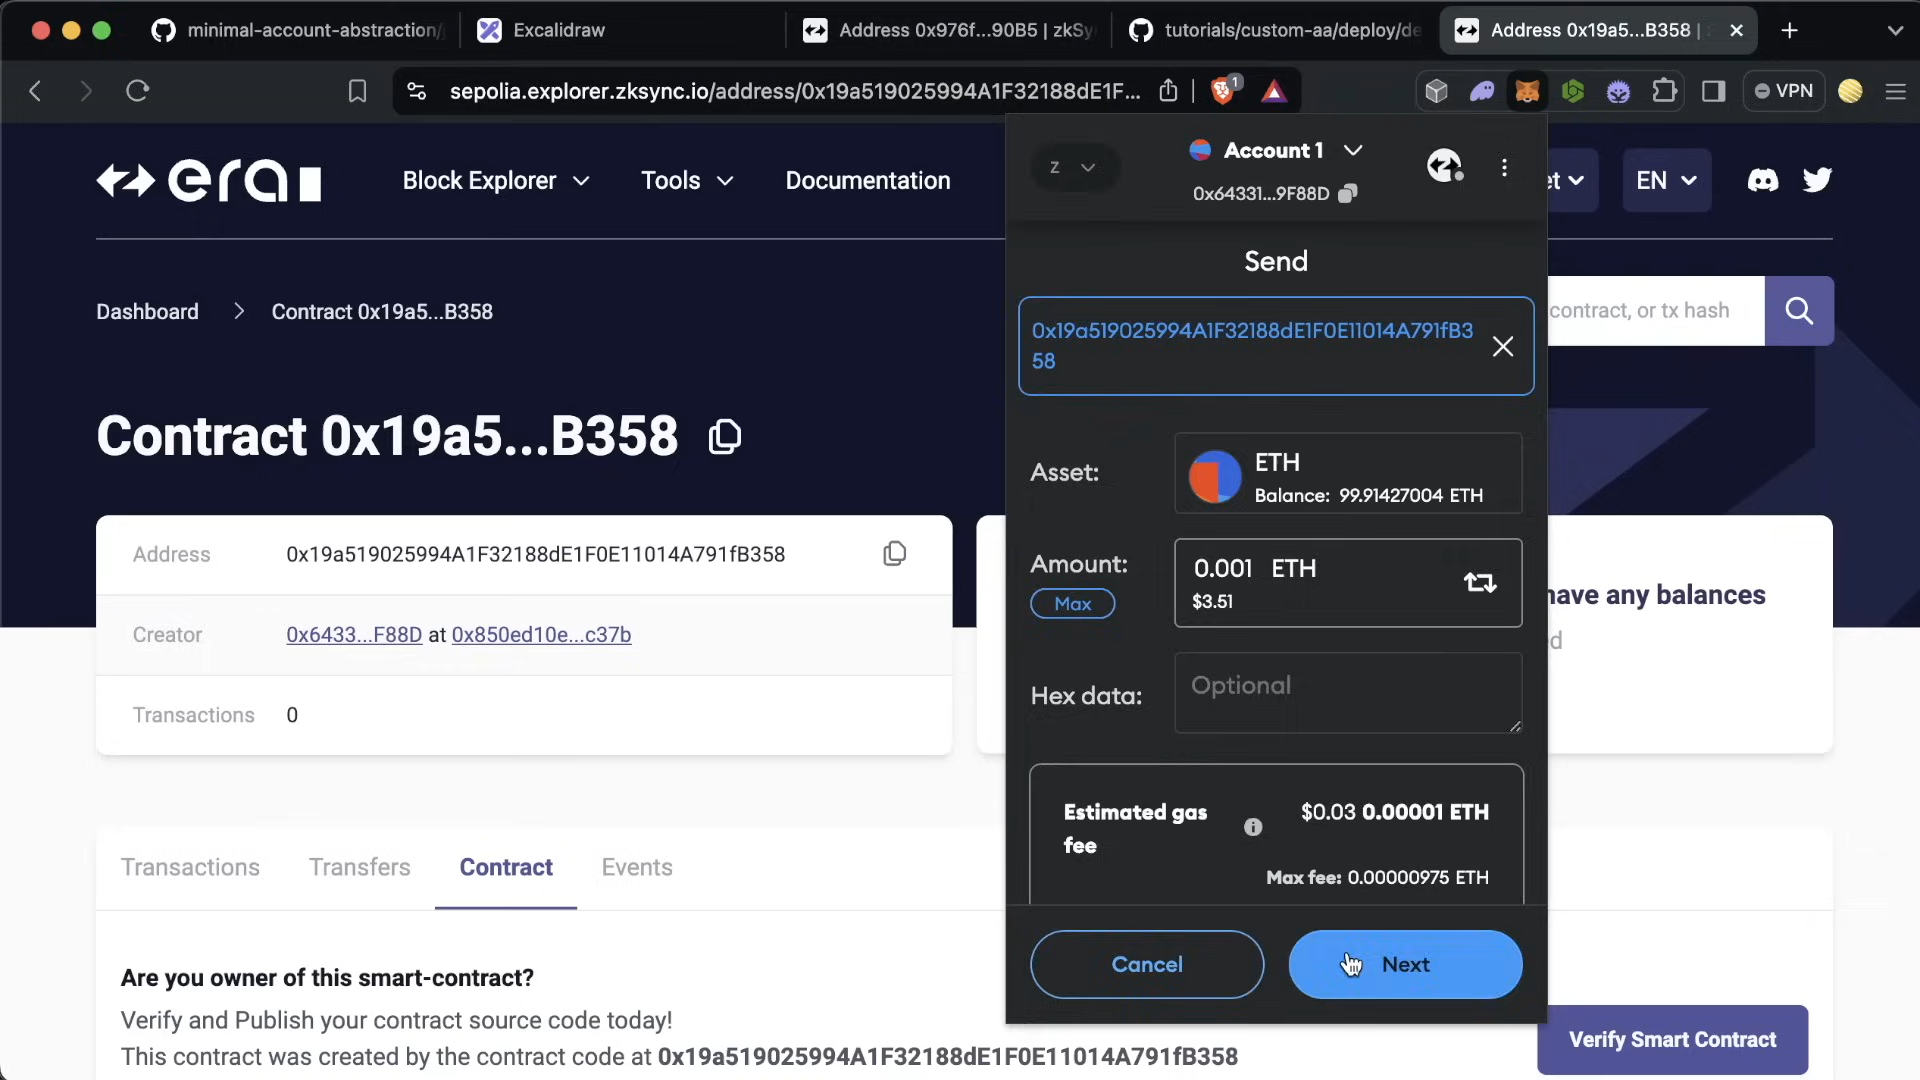 minimal-account-abstraction/
Excalidraw
Address 0x976f...90B5 | zkSy
tutorials/custom-aa/deploy/de
Address 0x19a5...B358 |
sepolia.explorer.zksync.io/address/0x19a519025994A1F32188dE1F...
1
VPN
era
Block Explorer
Tools
Documentation
et
EN
Dashboard
Contract 0x19a5...B358
contract, or tx hash
Contract 0x19a5...B358
Address
0x19a519025994A1F32188dE1F0E11014A791fB358
Creator
0x6433...F88D at 0x850ed10e...c37b
Transactions
0
have any balances
d
Transactions
Transfers
Contract
Events
Are you owner of this smart-contract?
Verify and Publish your contract source code today!
This contract was created by the contract code at 0x19a519025994A1F32188dE1F0E11014A791fB358
Verify Smart Contract
Z
Account 1
0x64331...9F88D
Send
0x19a519025994A1F32188dE1F0E11014A791fB3
58
Asset:
ETH
Balance: 99.91427004 ETH
Amount:
Max
0.001 ETH
$3.51
Hex data:
Optional
Estimated gas
fee
$0.03 0.00001 ETH
Max fee: 0.00000975 ETH
Cancel
Next